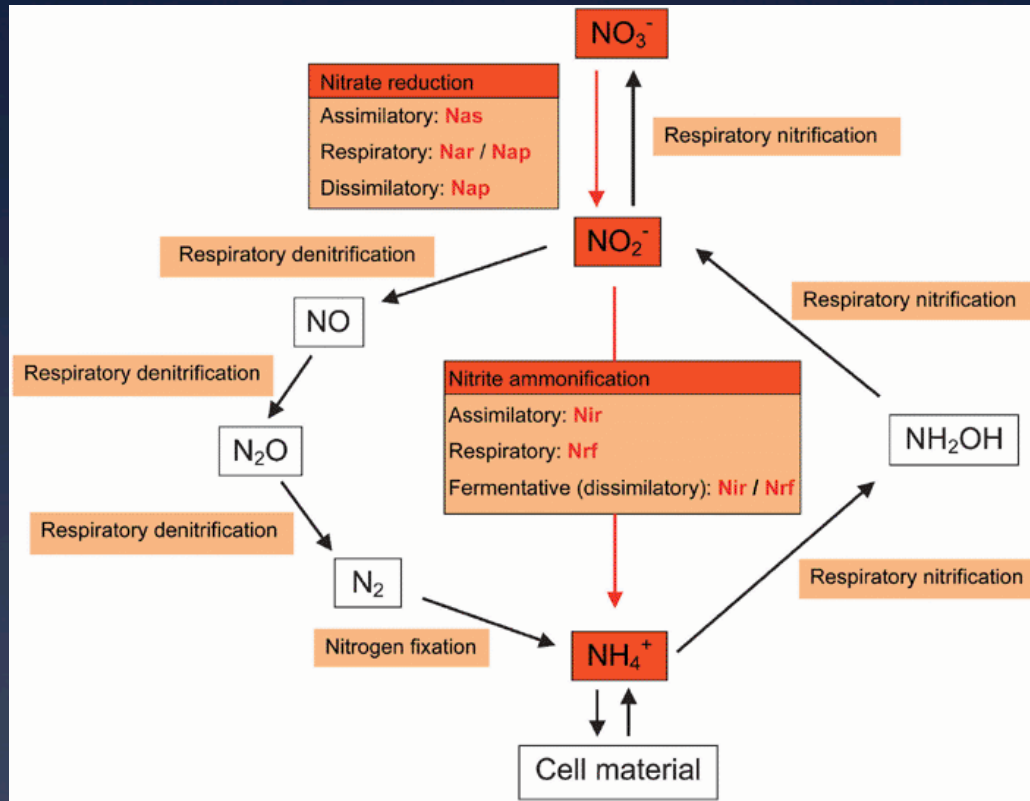 NO₃⁻
Nitrate reduction
Assimilatory: Nas
Respiratory: Nar / Nap
Dissimilatory: Nap
Respiratory nitrification
NO₂⁻
Respiratory denitrification
Respiratory nitrification
NO
Respiratory denitrification
Nitrite ammonification
Assimilatory: Nir
Respiratory: Nrf
Fermentative (dissimilatory): Nir / Nrf
N₂O
NH₂OH
Respiratory denitrification
N₂
Respiratory nitrification
Nitrogen fixation
NH₄⁺
Cell material